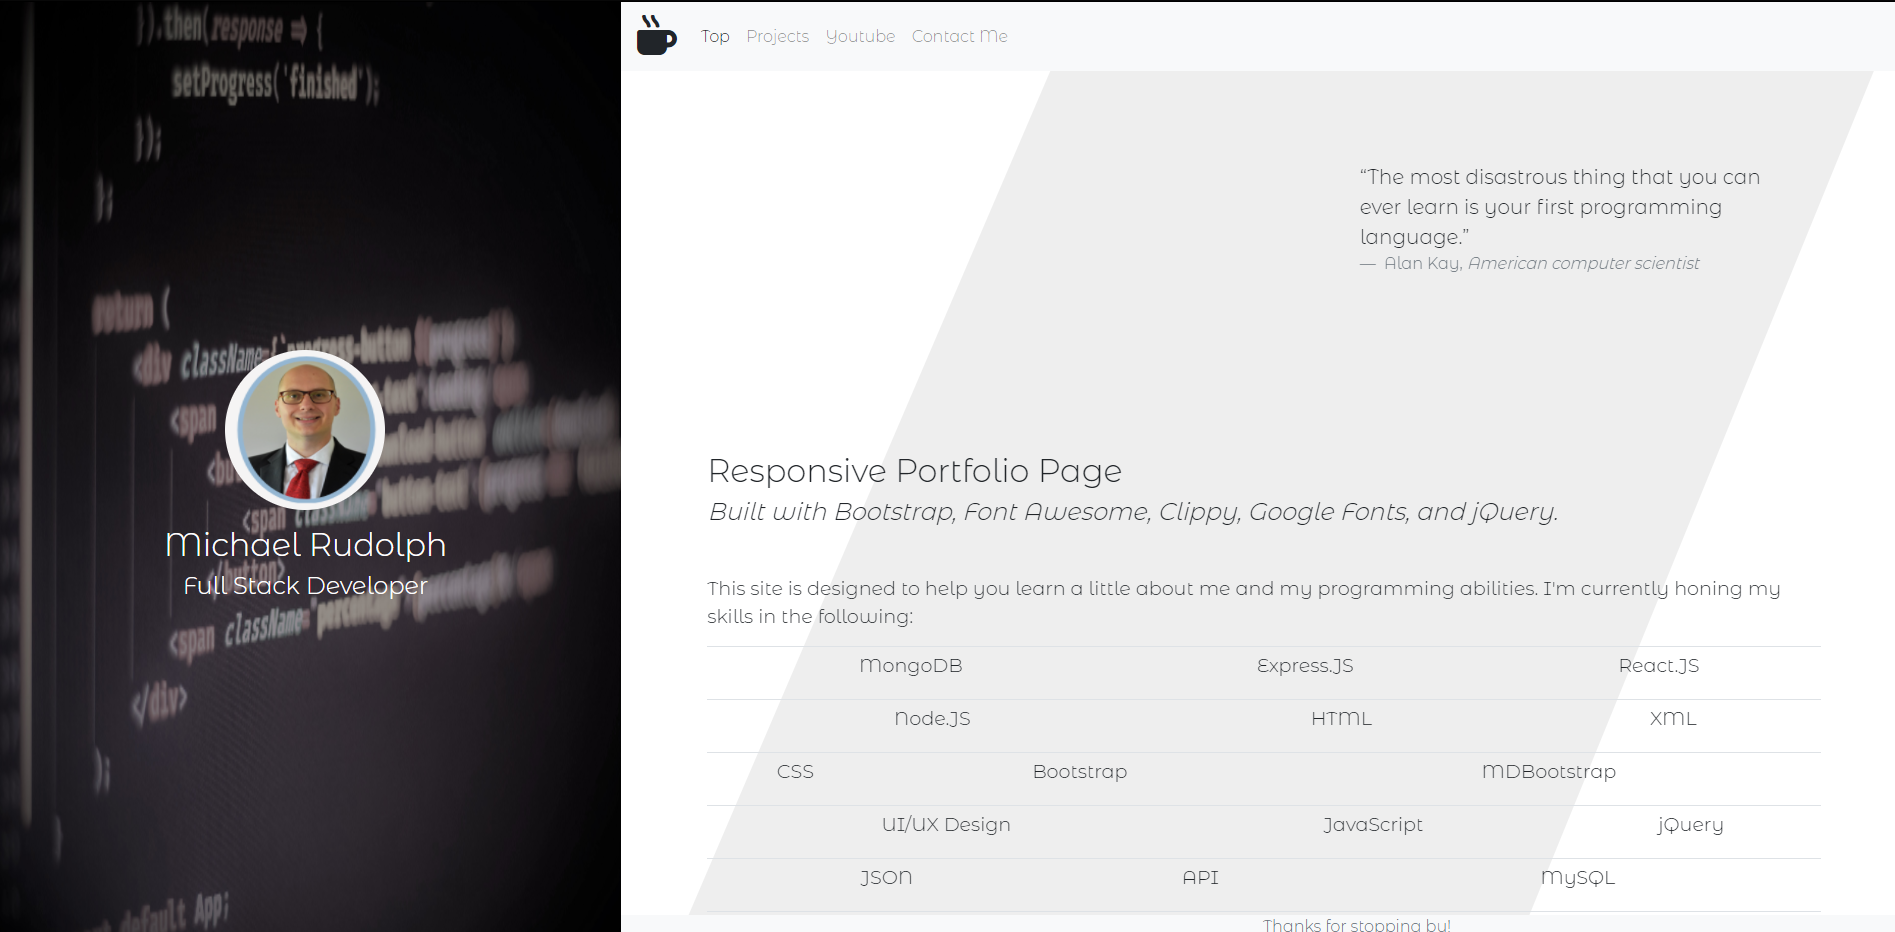 }).then(response => {
setProgress('finished');
});
};
return (
<div className=
<span
<span
</button>
<span className=
</div>
);
}
default App;
Michael Rudolph
Full Stack Developer
Top Projects Youtube Contact Me
“The most disastrous thing that you can
ever learn is your first programming
language.”
— Alan Kay, American computer scientist
Responsive Portfolio Page
Built with Bootstrap, Font Awesome, Clippy, Google Fonts, and jQuery.
This site is designed to help you learn a little about me and my programming abilities. I'm currently honing my
skills in the following:
MongoDB Express.JS React.JS
Node.JS HTML XML
CSS Bootstrap MDBootstrap
UI/UX Design JavaScript jQuery
JSON API MySQL
Thanks for stopping by!